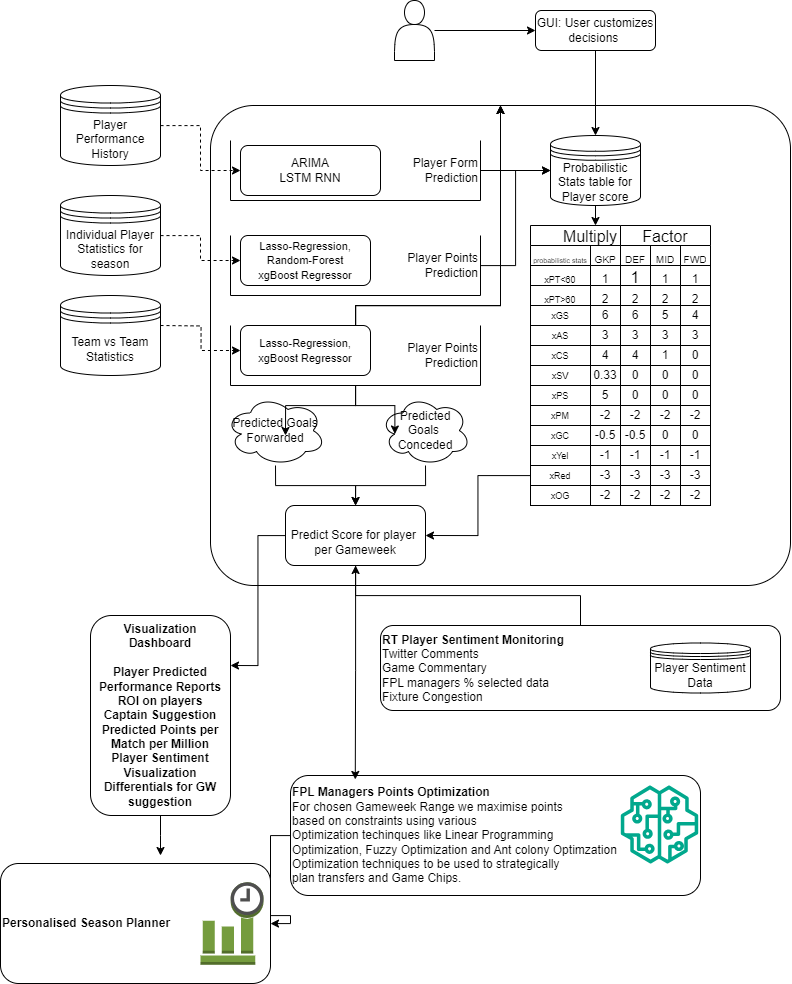 GUI: User customizes
decisions
Player
Performance
History
ARIMA
LSTM RNN
Player Form
Prediction
Probabilistic
Stats table for
Player score
Individual Player
Statistics for
season
Lasso-Regression,
Random-Forest
xgBoost Regressor
Player Points
Prediction
Team vs Team
Statistics
Lasso-Regression,
xgBoost Regressor
Player Points
Prediction
Multiply Factor
probabilistic stats GKP DEF MID FWD
xPT<60 1 1 1 1
xPT>60 2 2 2 2
xGS 6 6 5 4
xAS 3 3 3 3
xCS 4 4 1 0
xSV 0.33 0 0 0
xPS 5 0 0 0
xPM -2 -2 -2 -2
xGC -0.5 -0.5 0 0
xYel -1 -1 -1 -1
xRed -3 -3 -3 -3
xOG -2 -2 -2 -2
Predicted Goals
Forwarded
Predicted
Goals
Conceded
Predict Score for player
per Gameweek
Visualization
Dashboard
Player Predicted
Performance Reports
ROI on players
Captain Suggestion
Predicted Points per
Match per Million
Player Sentiment
Visualization
Differentials for GW
suggestion
RT Player Sentiment Monitoring
Twitter Comments
Game Commentary
FPL managers % selected data
Fixture Congestion
Player Sentiment
Data
FPL Managers Points Optimization
For chosen Gameweek Range we maximise points
based on constraints using various
Optimization techinques like Linear Programming
Optimization, Fuzzy Optimization and Ant colony Optimzation
Optimization techniques to be used to strategically
plan transfers and Game Chips.
Personalised Season Planner